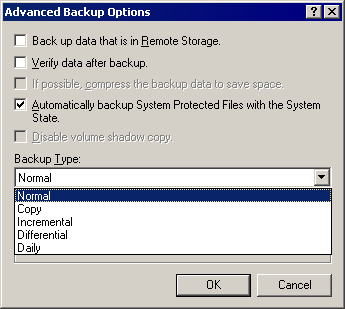 Advanced Backup Options
Back up data that is in Remote Storage.
Verify data after backup.
If possible, compress the backup data to save space.
Automatically backup System Protected Files with the System
State.
Disable volume shadow copy.
Backup Type:
Normal
Normal
Copy
Incremental
Differential
Daily
OK
Cancel